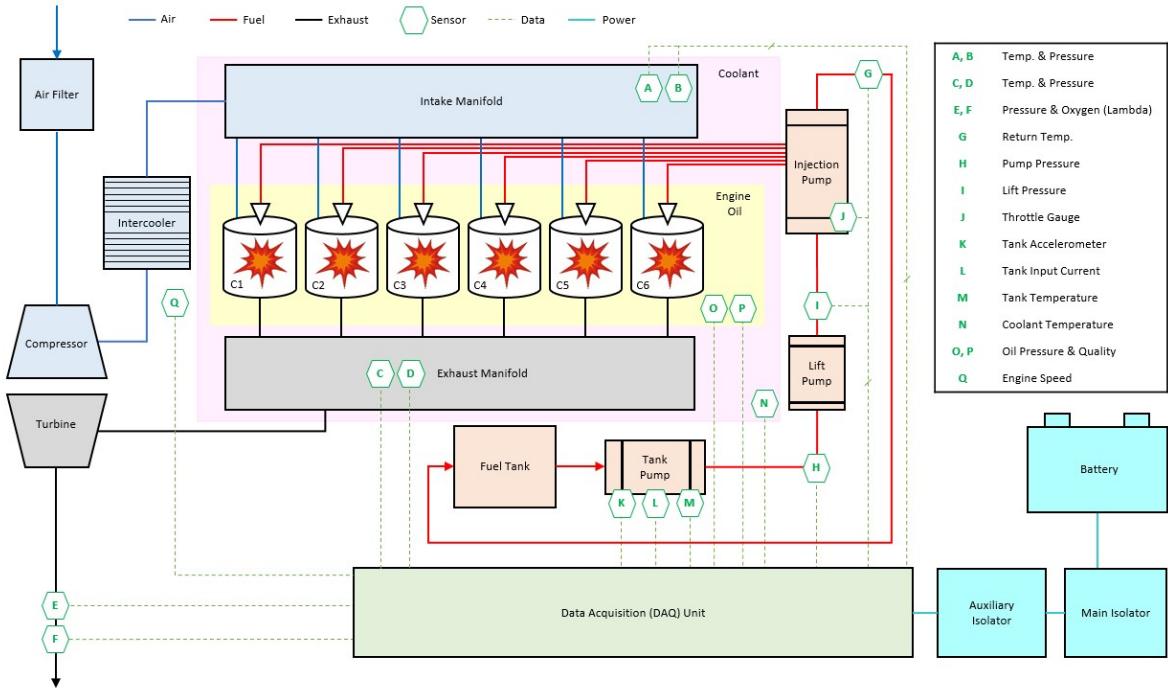 Air
Fuel
Exhaust
Sensor
Data
Power
Air Filter
Intake Manifold
A
B
Coolant
G
Injection
Pump
J
Intercooler
Engine
Oil
C1
C2
C3
C4
C5
C6
Q
O
P
I
Compressor
Exhaust Manifold
C
D
Lift
Pump
N
Turbine
Fuel Tank
Tank
Pump
H
K
L
M
E
F
Data Acquisition (DAQ) Unit
Auxiliary
Isolator
Main Isolator
Battery
A, B Temp. & Pressure
C, D Temp. & Pressure
E, F Pressure & Oxygen (Lambda)
G Return Temp.
H Pump Pressure
I Lift Pressure
J Throttle Gauge
K Tank Accelerometer
L Tank Input Current
M Tank Temperature
N Coolant Temperature
O, P Oil Pressure & Quality
Q Engine Speed